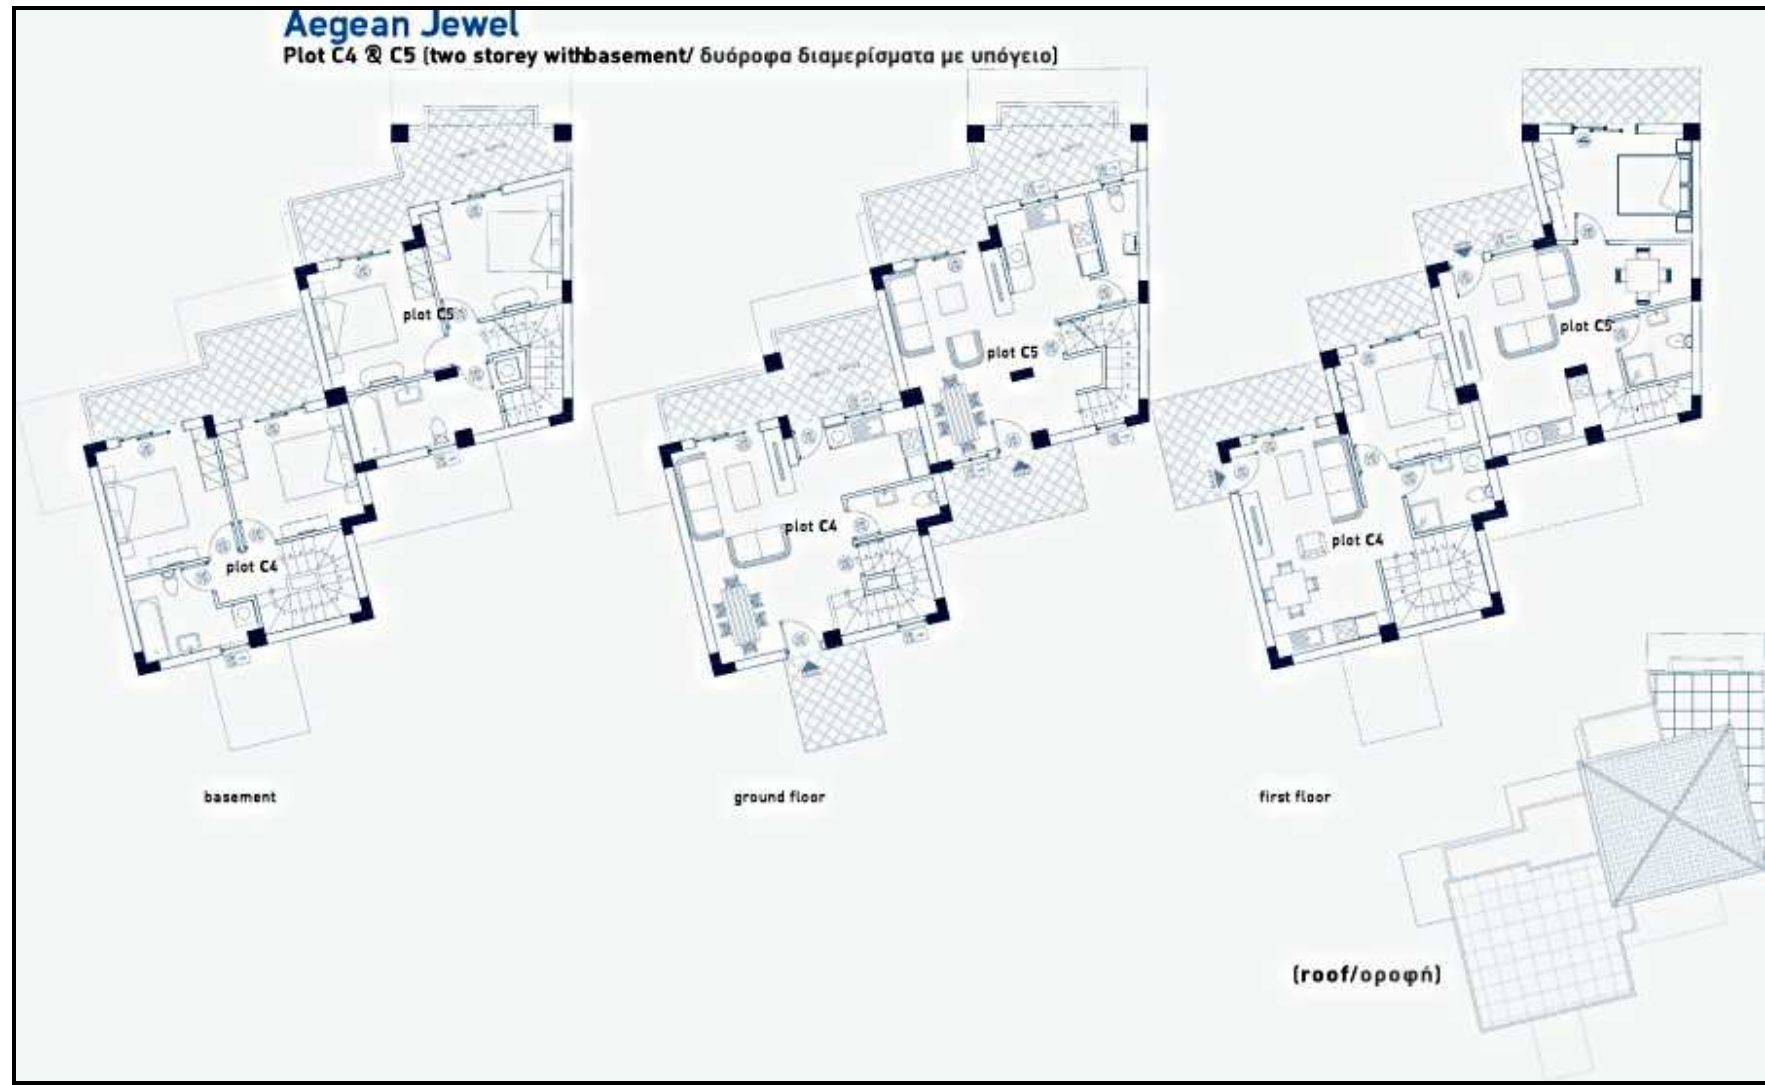 Aegean Jewel
Plot C4 & C5 (two storey withbasement/ δυόροφα διαμερίσματα με υπόγειο)
plot C5
plot C4
basement
plot C5
plot C4
ground floor
plot C5
plot C4
first floor
(roof/οροφή)